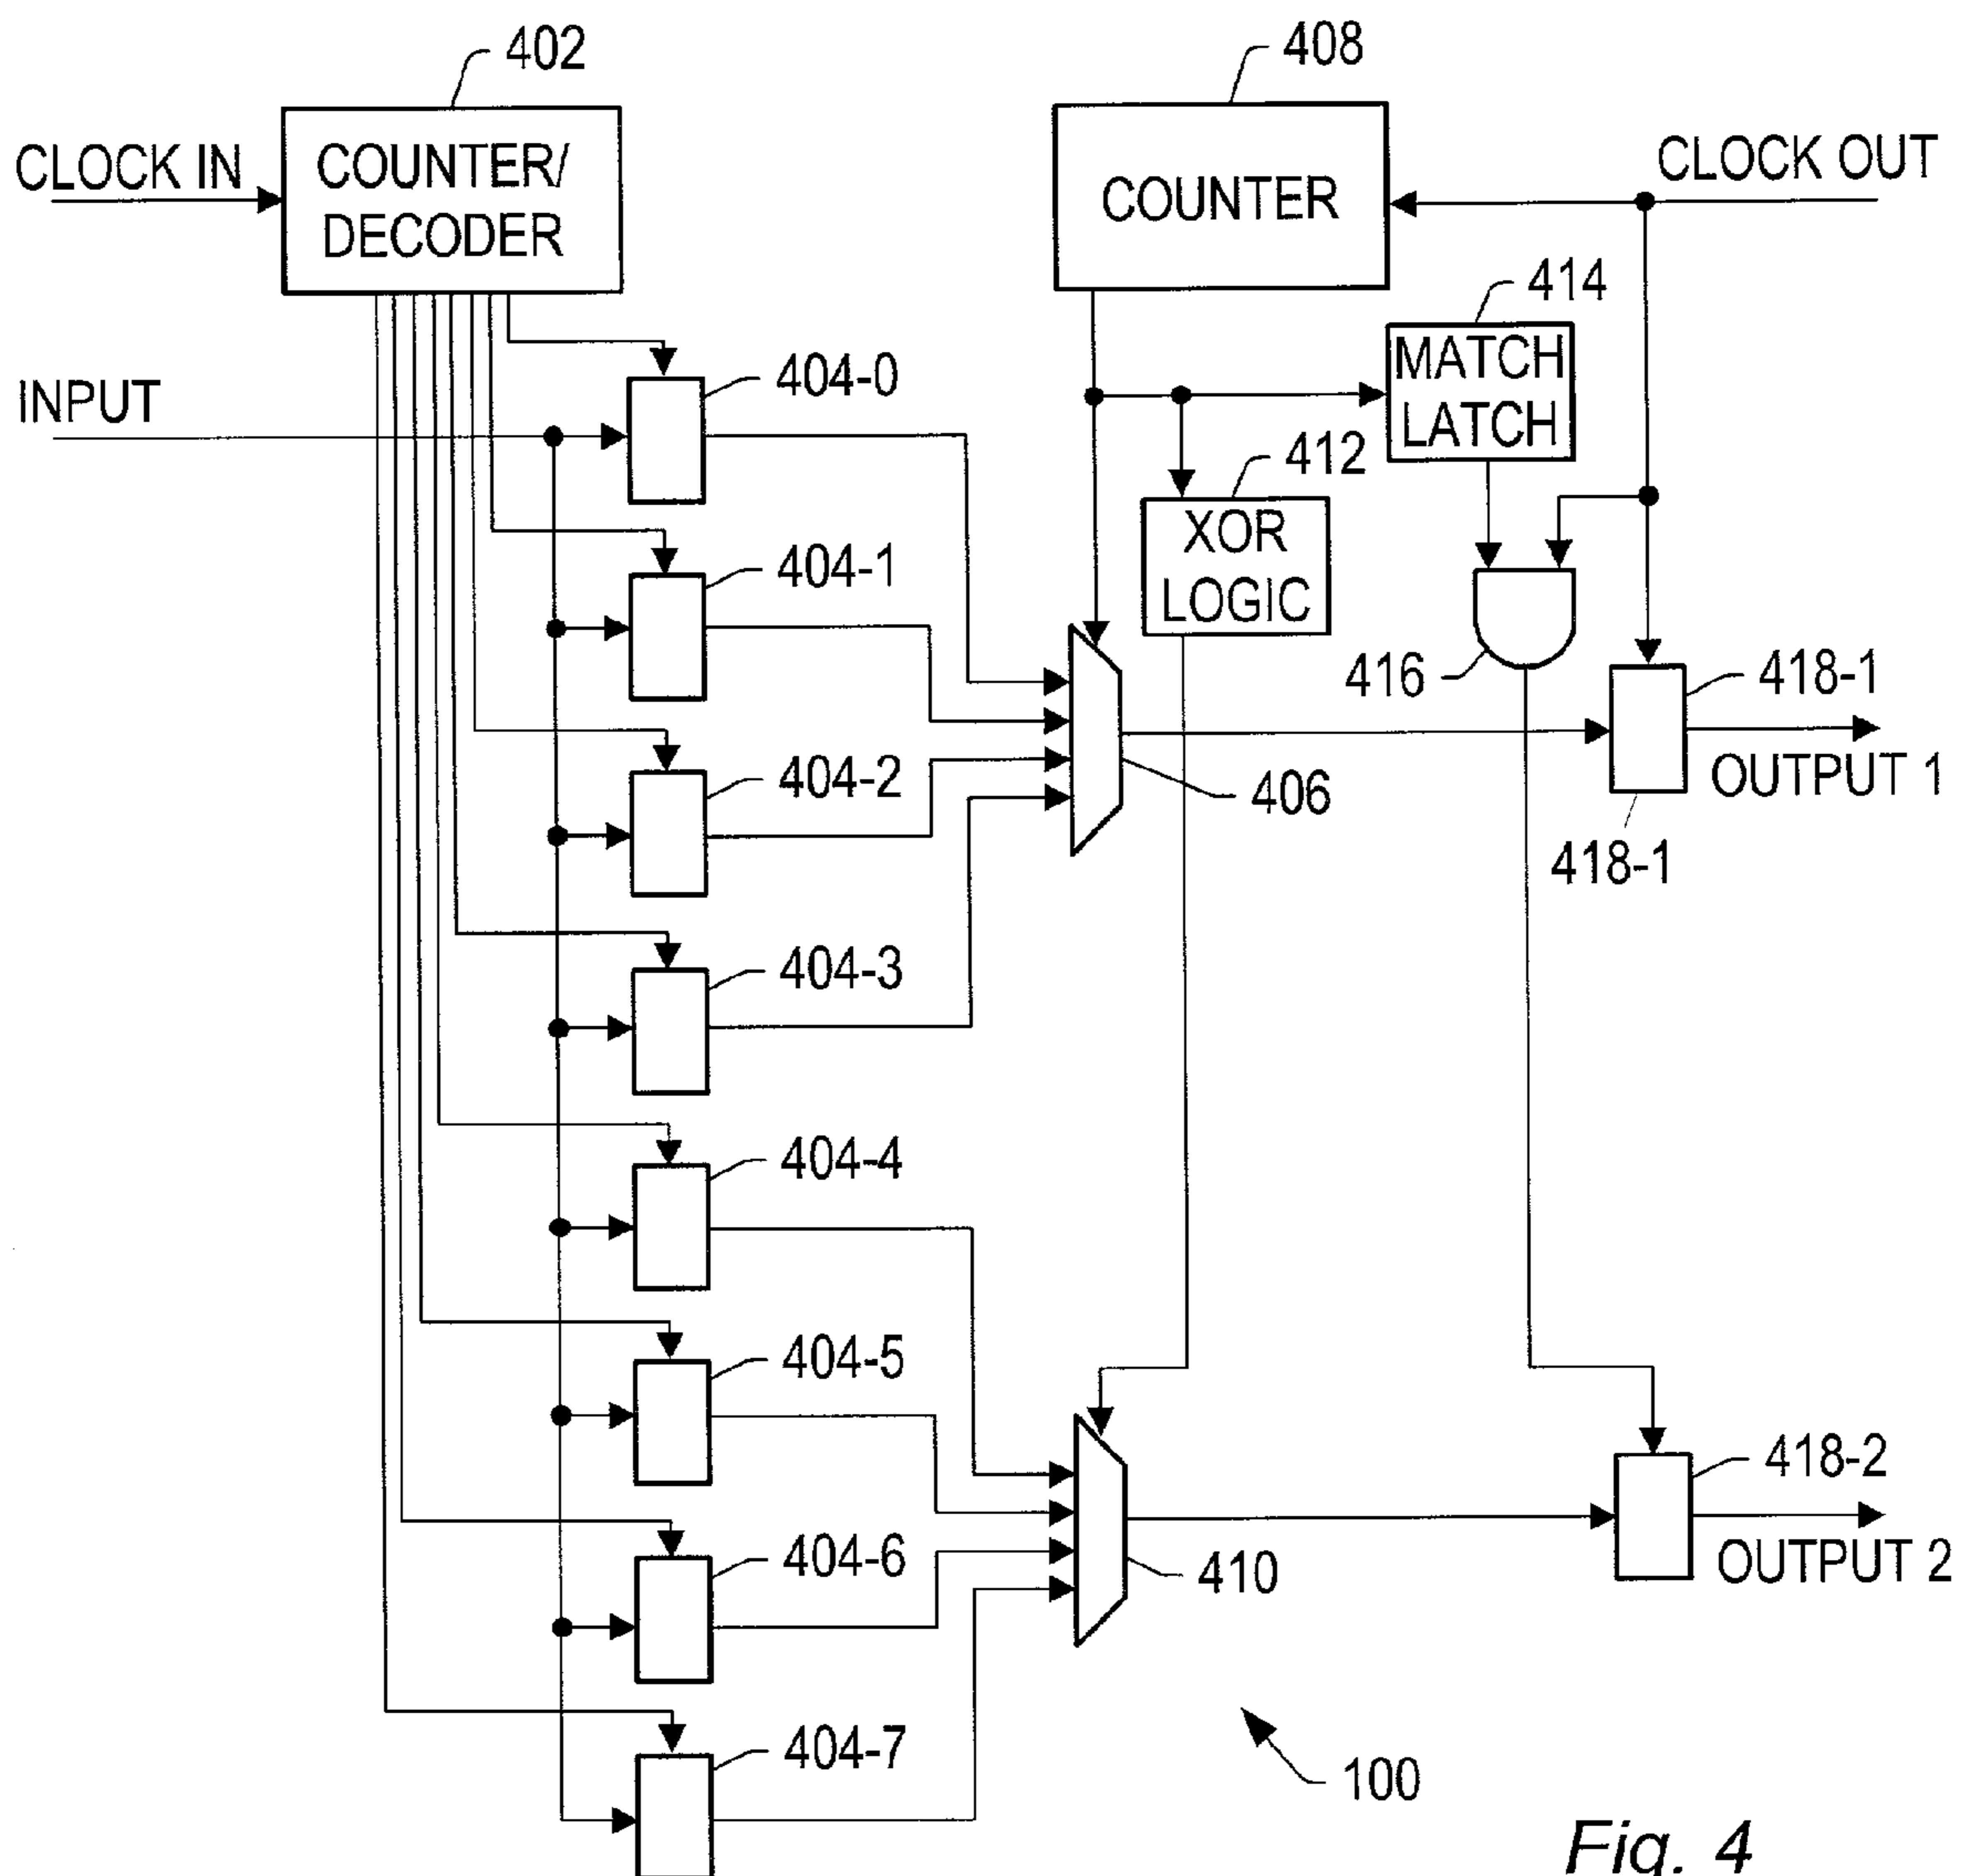 402
408
CLOCK IN
COUNTER/
DECODER
COUNTER
CLOCK OUT
414
MATCH
LATCH
INPUT
404-0
412
XOR
LOGIC
404-1
416
418-1
404-2
406
OUTPUT 1
418-1
404-3
404-4
404-5
418-2
404-6
410
OUTPUT 2
404-7
100
Fig. 4